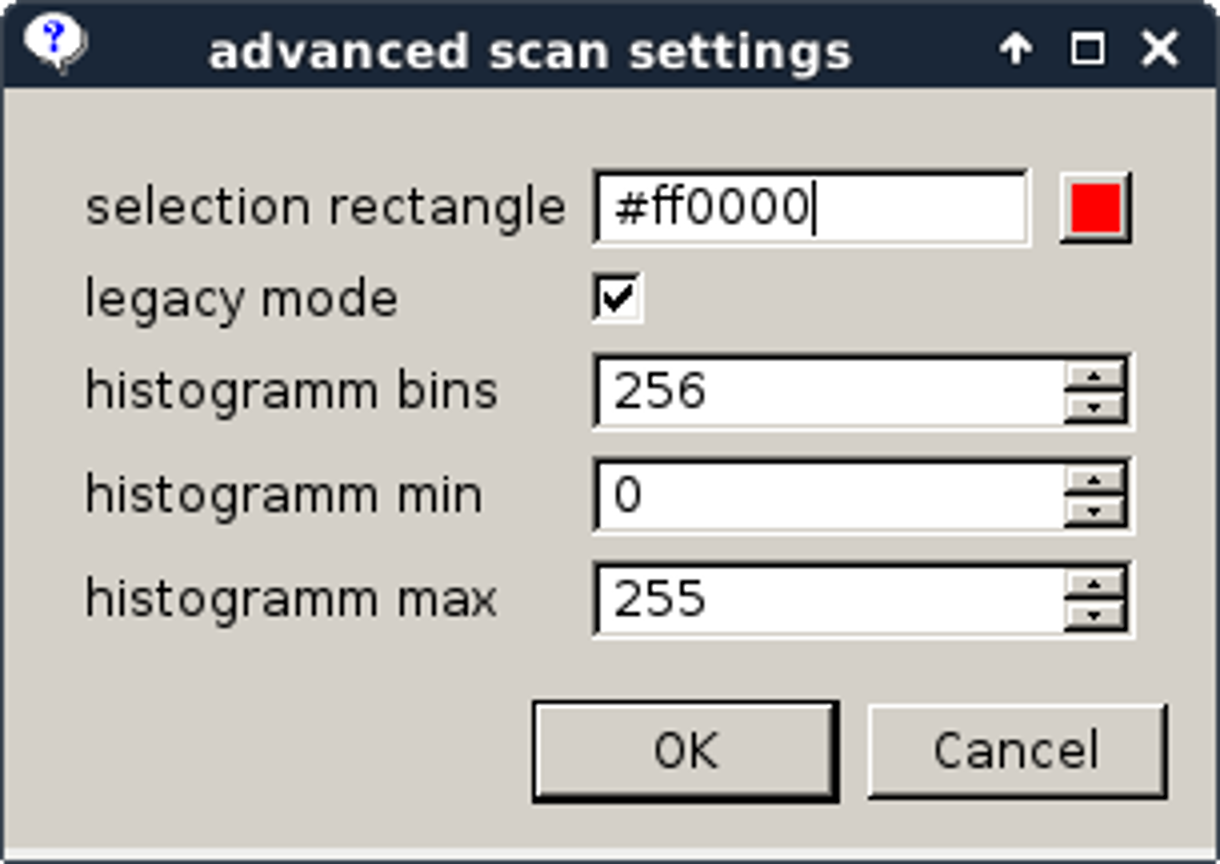 advanced scan settings
selection rectangle #ff0000
legacy mode
histogramm bins 256
histogramm min 0
histogramm max 255
OK Cancel